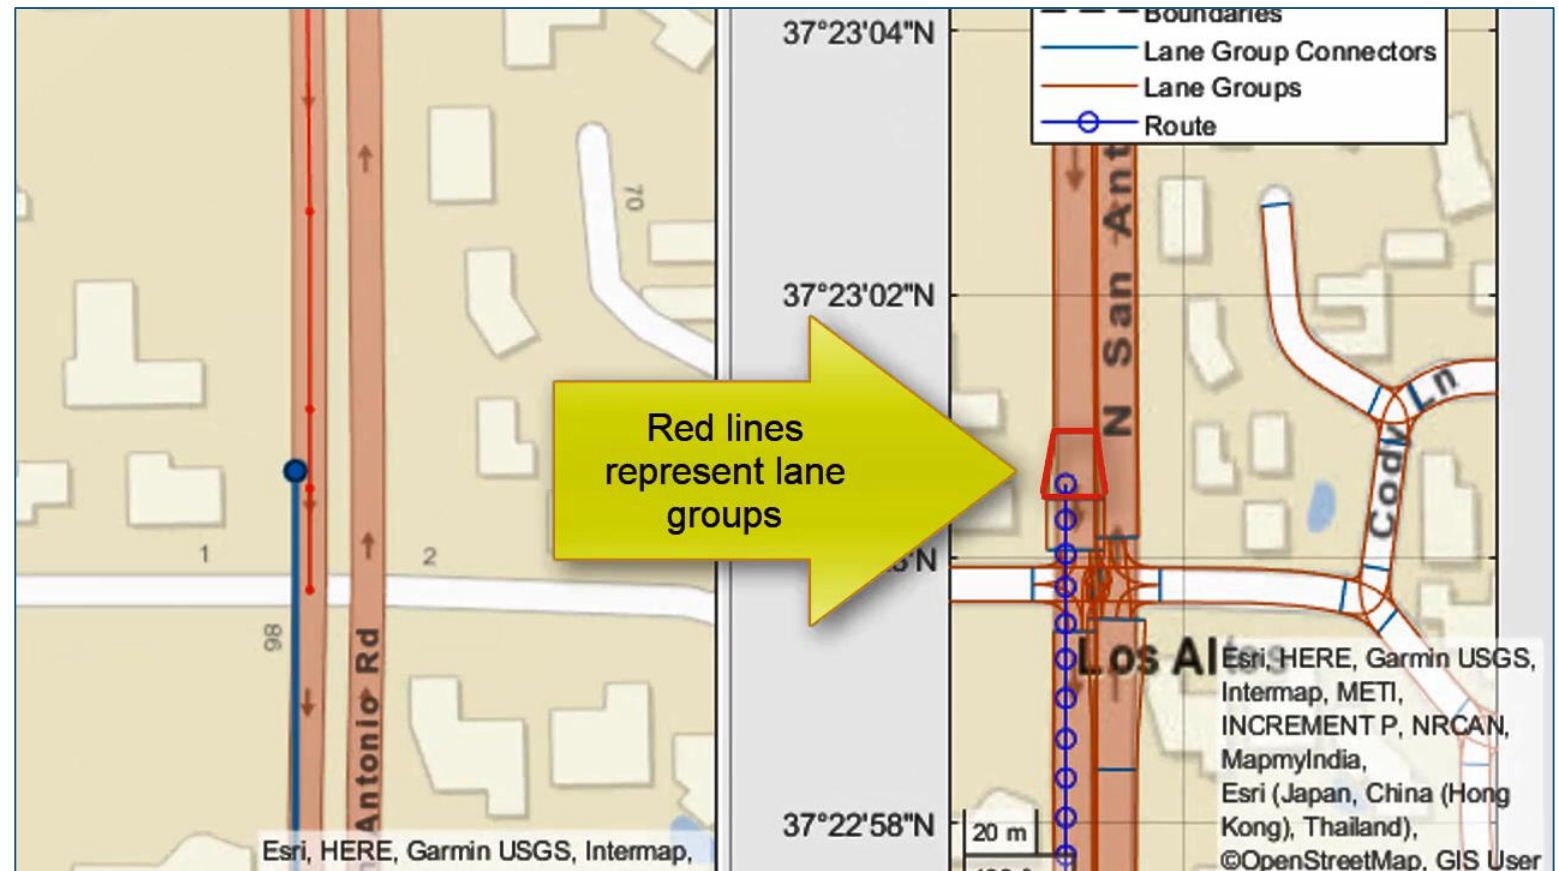 70
1
2
98
Antonio Rd
Esri, HERE, Garmin USGS, Intermap,
Red lines
represent lane
groups
37°23'04"N
37°23'02"N
37°22'58"N
Boundaries
Lane Group Connectors
Lane Groups
Route
N San Ant
Cody Ln
Los Altos
20 m
Esri, HERE, Garmin USGS,
Intermap, METI,
INCREMENT P, NRCAN,
MapmyIndia,
Esri (Japan, China (Hong
Kong), Thailand),
©OpenStreetMap, GIS User